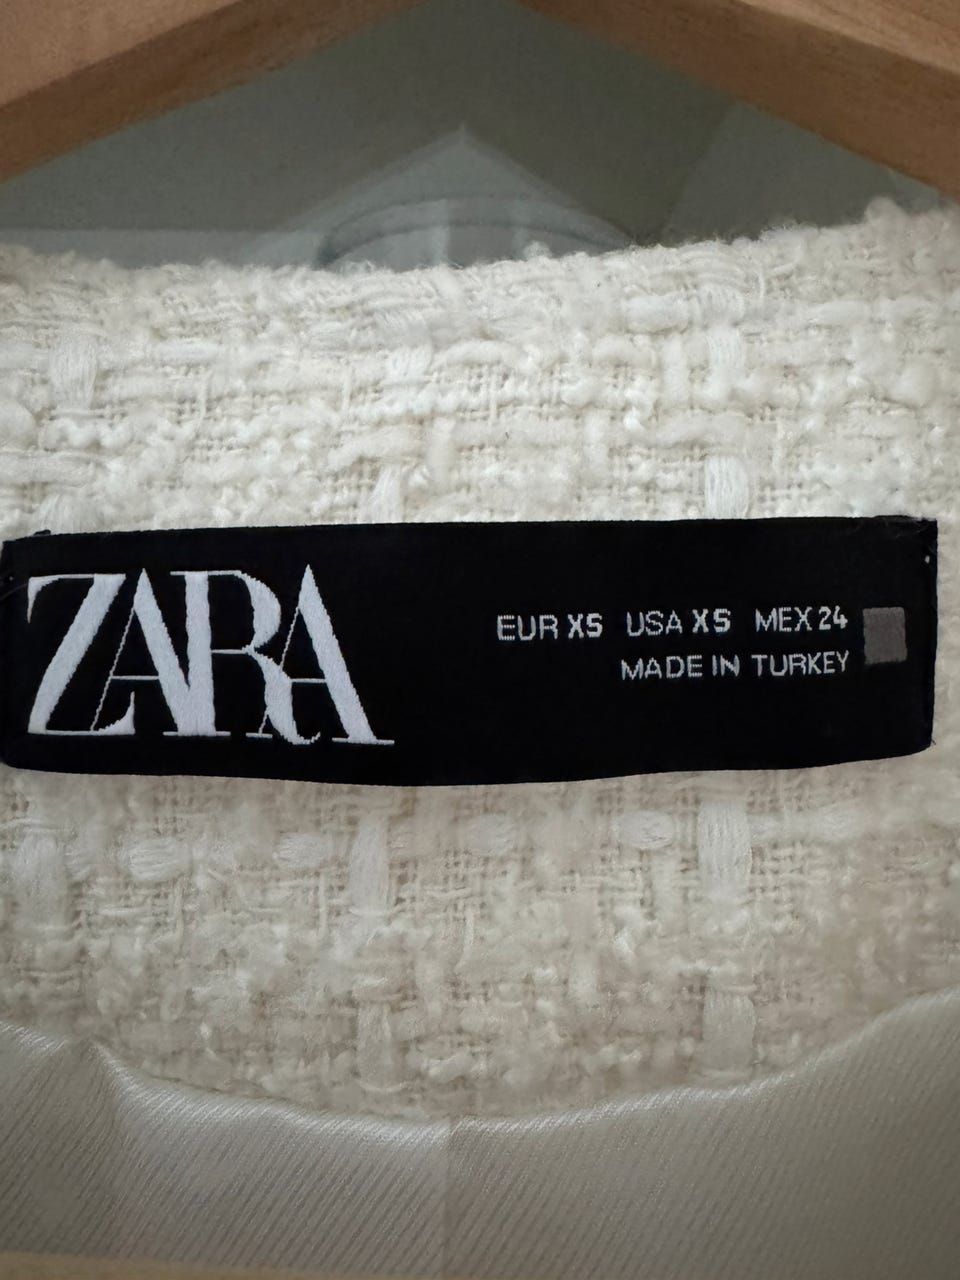 ZARA
EUR XS USA XS MEX 24
MADE IN TURKEY